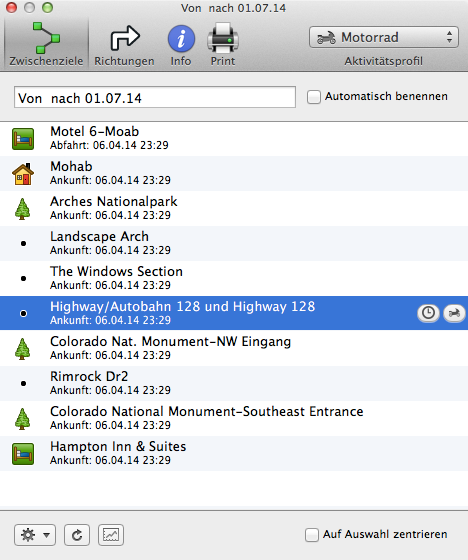 Von nach 01.07.14
Zwischenziele
Richtungen
Info
Print
Motorrad
Aktivitätsprofil
Von nach 01.07.14
Automatisch benennen
Motel 6-Moab
Abfahrt: 06.04.14 23:29
Mohab
Ankunft: 06.04.14 23:29
Arches Nationalpark
Ankunft: 06.04.14 23:29
Landscape Arch
Ankunft: 06.04.14 23:29
The Windows Section
Ankunft: 06.04.14 23:29
Highway/Autobahn 128 und Highway 128
Ankunft: 06.04.14 23:29
Colorado Nat. Monument-NW Eingang
Ankunft: 06.04.14 23:29
Rimrock Dr2
Ankunft: 06.04.14 23:29
Colorado National Monument-Southeast Entrance
Ankunft: 06.04.14 23:29
Hampton Inn & Suites
Ankunft: 06.04.14 23:29
Auf Auswahl zentrieren